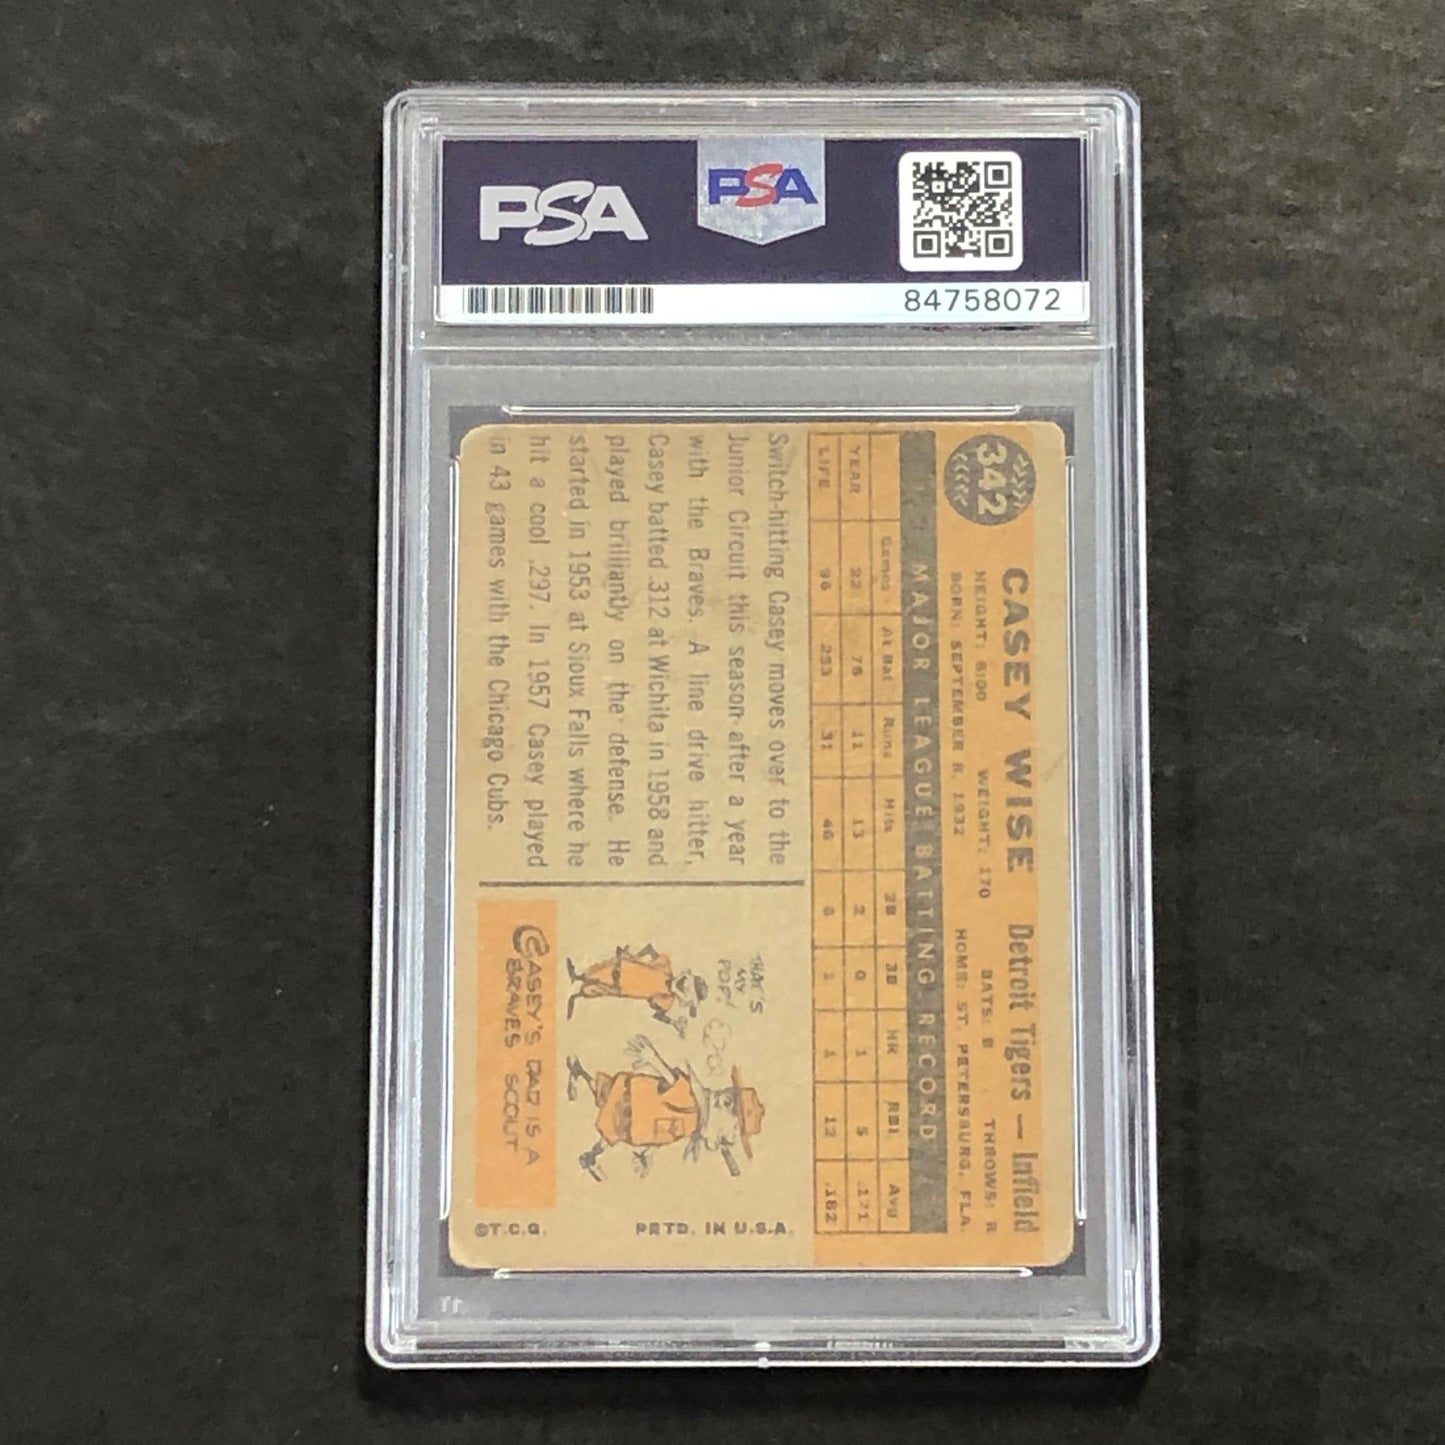 PSA
PSA
84758072
342
CASEY WISE Detroit Tigers — Infield
HEIGHT: 6:00 WEIGHT: 170 BATS: B THROWS: R
BORN: SEPTEMBER 8, 1932 HOME: ST. PETERSBURG, FLA.
MAJOR LEAGUE BATTING RECORD
Games At Bat Runs Hits 2B 3B HR RBI Avg
YEAR 22 76 11 13 2 0 1 5 .171
LIFE 98 253 31 46 6 1 1 12 .182
Switch-hitting Casey moves over to the
Junior Circuit this season after a year
with the Braves. A line drive hitter,
Casey batted .312 at Wichita in 1958 and
played brilliantly on the defense. He
started in 1953 at Sioux Falls where he
hit a cool .297. In 1957 Casey played
in 43 games with the Chicago Cubs.
THAT'S
MY
POP!
CASEY'S DAD IS A
BRAVES SCOUT
©T.C.G. PRTD. IN U.S.A.